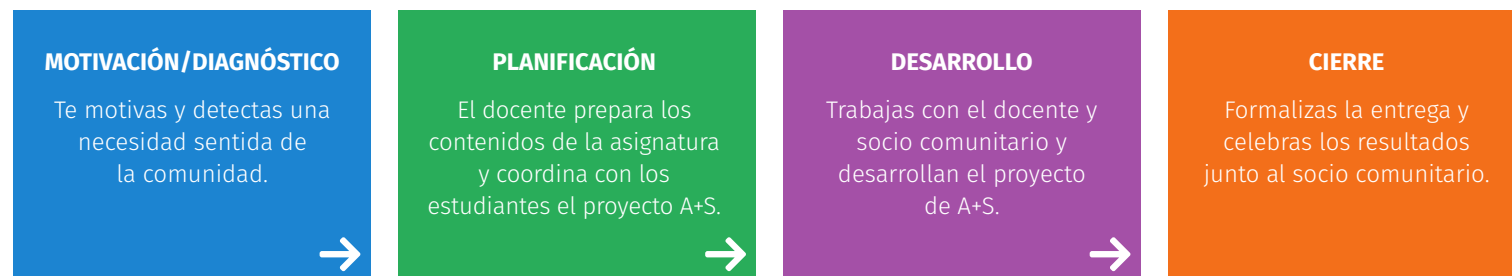 MOTIVACIÓN/DIAGNÓSTICO
Te motivas y detectas una
necesidad sentida de
la comunidad.
PLANIFICACIÓN
El docente prepara los
contenidos de la asignatura
y coordina con los
estudiantes el proyecto A+S.
DESARROLLO
Trabajas con el docente y
socio comunitario y
desarrollan el proyecto
de A+S.
CIERRE
Formalizas la entrega y
celebras los resultados
junto al socio comunitario.